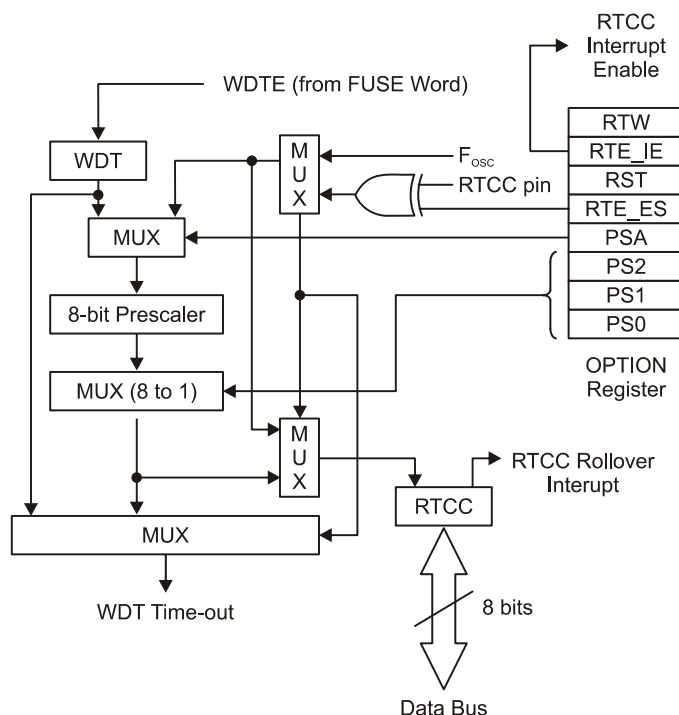 RTCC
Interrupt
Enable
WDTE (from FUSE Word)
RTW
WDT
M
U
X
Fosc
RTE_IE
RTCC pin
RST
RTE_ES
MUX
PSA
PS2
8-bit Prescaler
PS1
PS0
MUX (8 to 1)
OPTION
Register
M
U
X
RTCC Rollover
Interupt
RTCC
MUX
WDT Time-out
8 bits
Data Bus